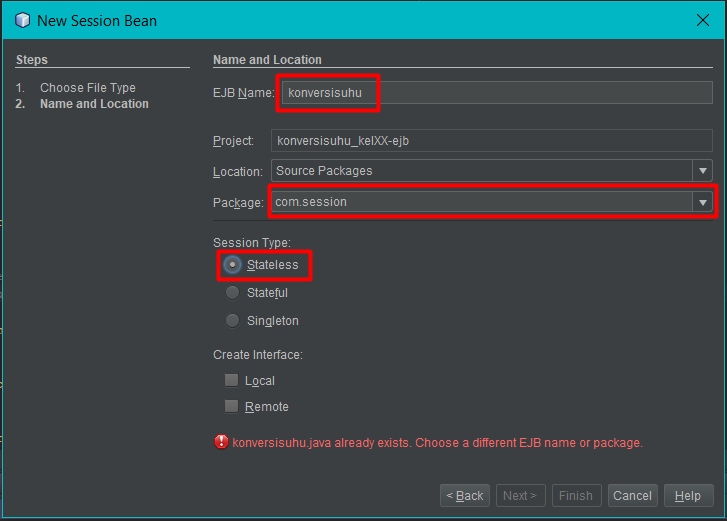 New Session Bean
Steps
1. Choose File Type
2. Name and Location
Name and Location
EJB Name: konversisuhu
Project: konversisuhu_kelXX-ejb
Location: Source Packages
Package: com.session
Session Type:
Stateless
Stateful
Singleton
Create Interface:
Local
Remote
konversisuhu.java already exists. Choose a different EJB name or package.
< Back Next > Finish Cancel Help